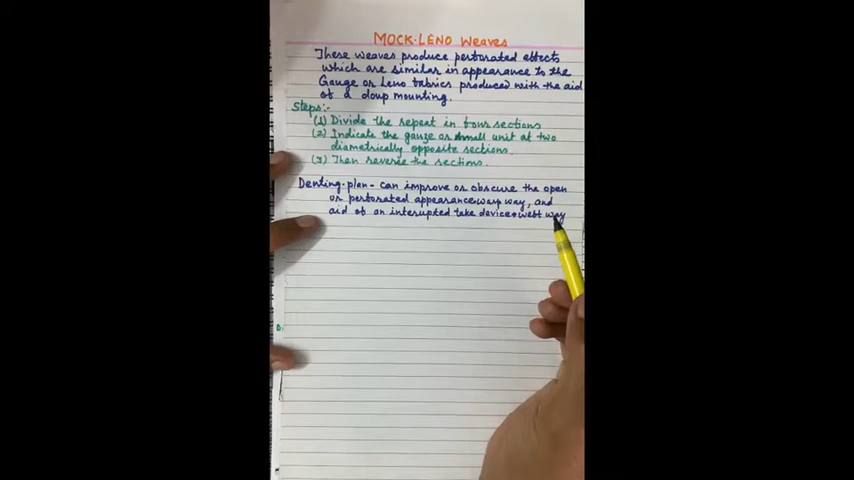 MOCK-LENO Weaves
These weaves produce perforated effects
which are similar in appearance to the
Gauge or Leno fabrics produced with the aid
of a doup mounting.
Steps:-
(1) Divide the repeat in four sections
(2) Indicate the gauze or small unit at two
diametrically opposite sections.
(3) Then reverse the sections.
Denting-plan - can improve or obscure the open
or perforated appearance warp way, and
aid of an interupted take device weft way